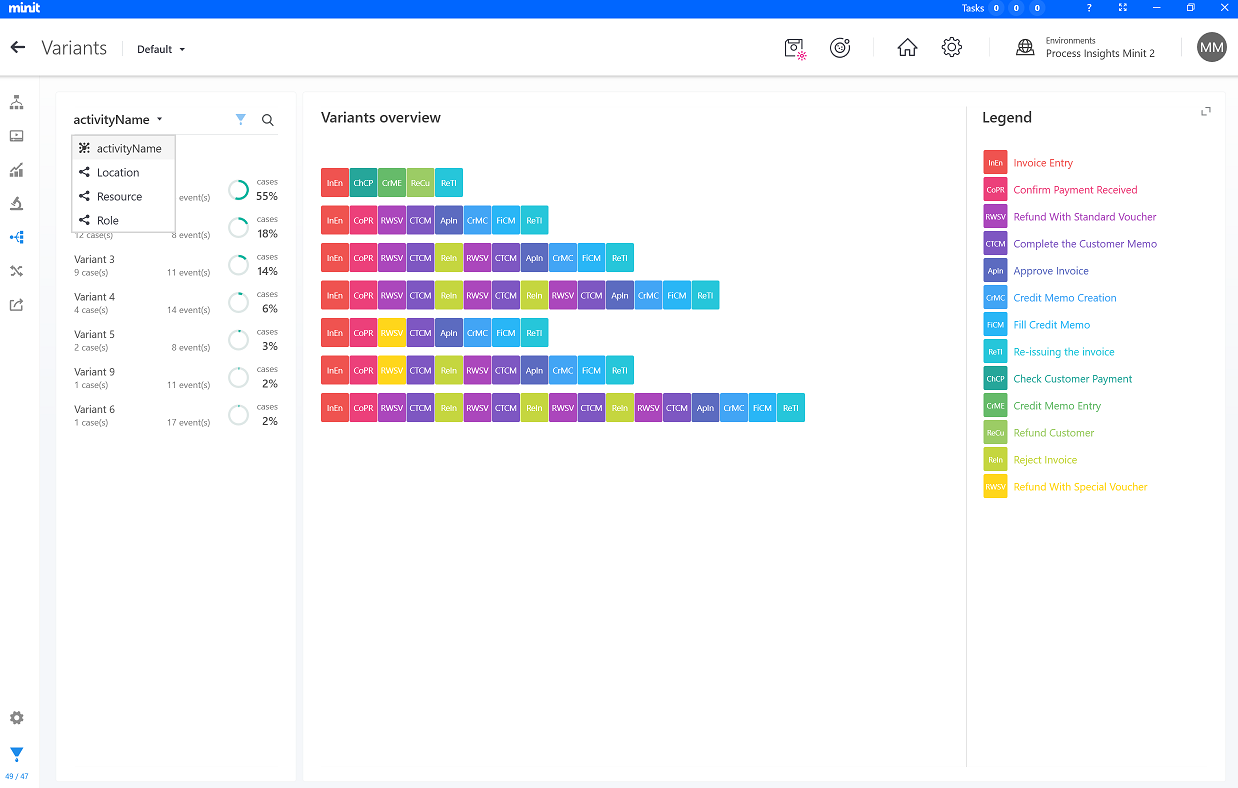 minit
Tasks 0 0 0 ?
Variants Default
Environments
Process Insights Minit 2
MM
activityName
activityName
Location
Resource
Role
event(s) cases 55%
12 case(s) 8 event(s) cases 18%
Variant 3
9 case(s) 11 event(s) cases 14%
Variant 4
4 case(s) 14 event(s) cases 6%
Variant 5
2 case(s) 8 event(s) cases 3%
Variant 9
1 case(s) 11 event(s) cases 2%
Variant 6
1 case(s) 17 event(s) cases 2%
49 / 47
Variants overview
InEn ChCP CrME ReCu ReTI
InEn CoPR RWSV CTCM ApIn CrMC FiCM ReTI
InEn CoPR RWSV CTCM ReIn RWSV CTCM ApIn CrMC FiCM ReTI
InEn CoPR RWSV CTCM ReIn RWSV CTCM ReIn RWSV CTCM ApIn CrMC FiCM ReTI
InEn CoPR RWSV CTCM ApIn CrMC FiCM ReTI
InEn CoPR RWSV CTCM ReIn RWSV CTCM ApIn CrMC FiCM ReTI
InEn CoPR RWSV CTCM ReIn RWSV CTCM ReIn RWSV CTCM ReIn RWSV CTCM ApIn CrMC FiCM ReTI
Legend
InEn Invoice Entry
CoPR Confirm Payment Received
RWSV Refund With Standard Voucher
CTCM Complete the Customer Memo
ApIn Approve Invoice
CrMC Credit Memo Creation
FiCM Fill Credit Memo
ReTI Re-issuing the invoice
ChCP Check Customer Payment
CrME Credit Memo Entry
ReCu Refund Customer
ReIn Reject Invoice
RWSV Refund With Special Voucher